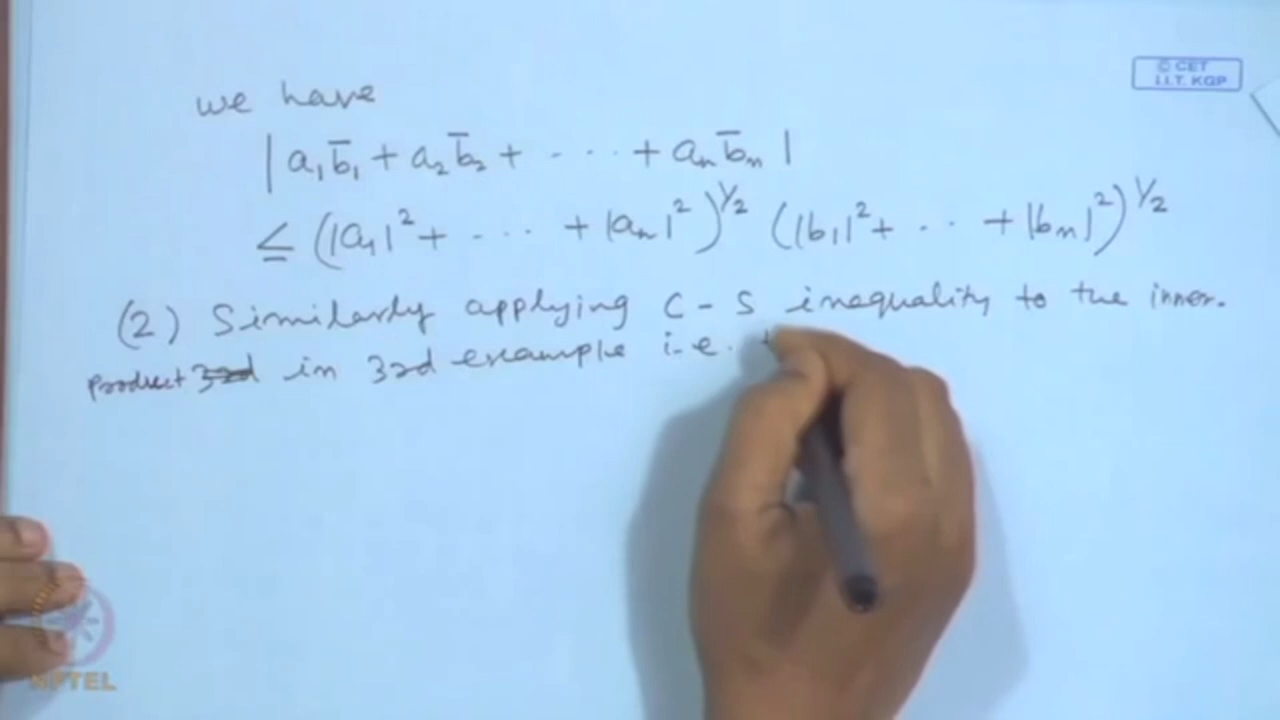 © CET
I.I.T. KGP
we have
| a₁b̄₁ + a₂b̄₂ + - ··· + aₙb̄ₙ |
≤ (|a₁|² + - ··· + |aₙ|²)^{1/2} (|b₁|² + - ·· + |bₙ|²)^{1/2}
(2) Similarly applying C-S inequality to the inner.
product in 3rd example i.e.
NPTEL